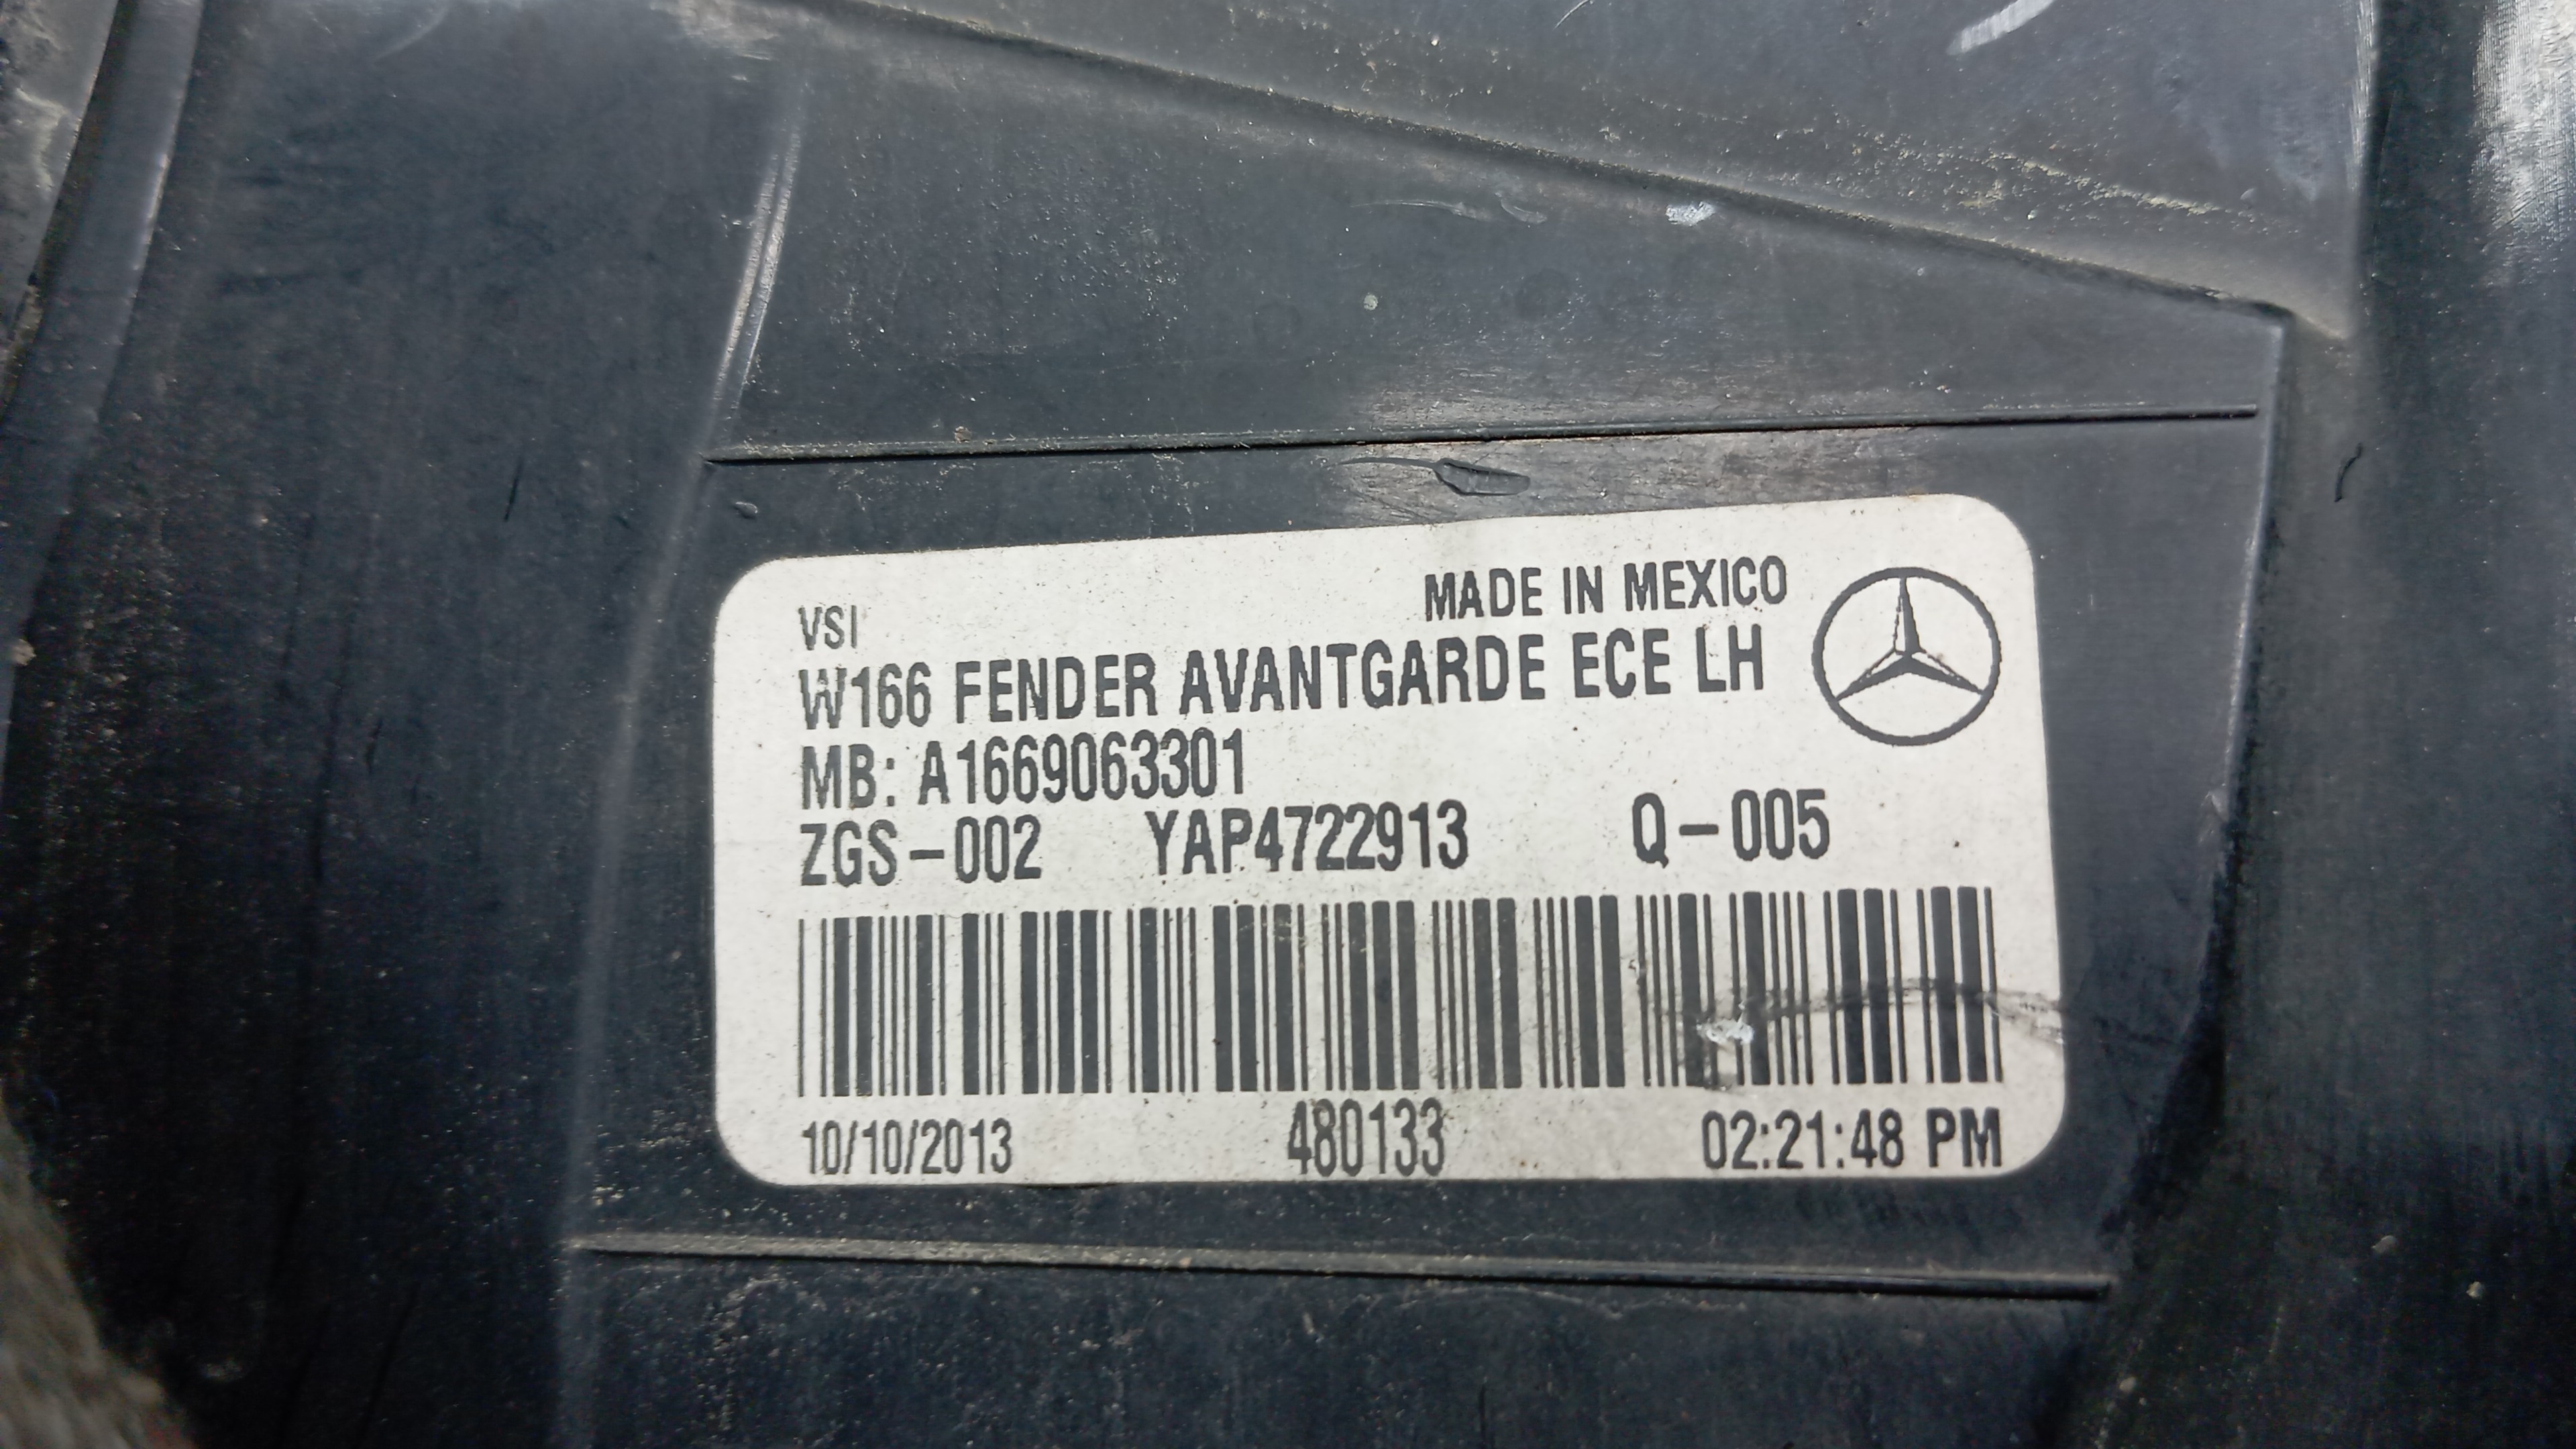 MADE IN MEXICO
VSI
W166 FENDER AVANTGARDE ECE LH
MB: A1669063301
ZGS-002 YAP4722913 Q-005
10/10/2013 480133 02:21:48 PM